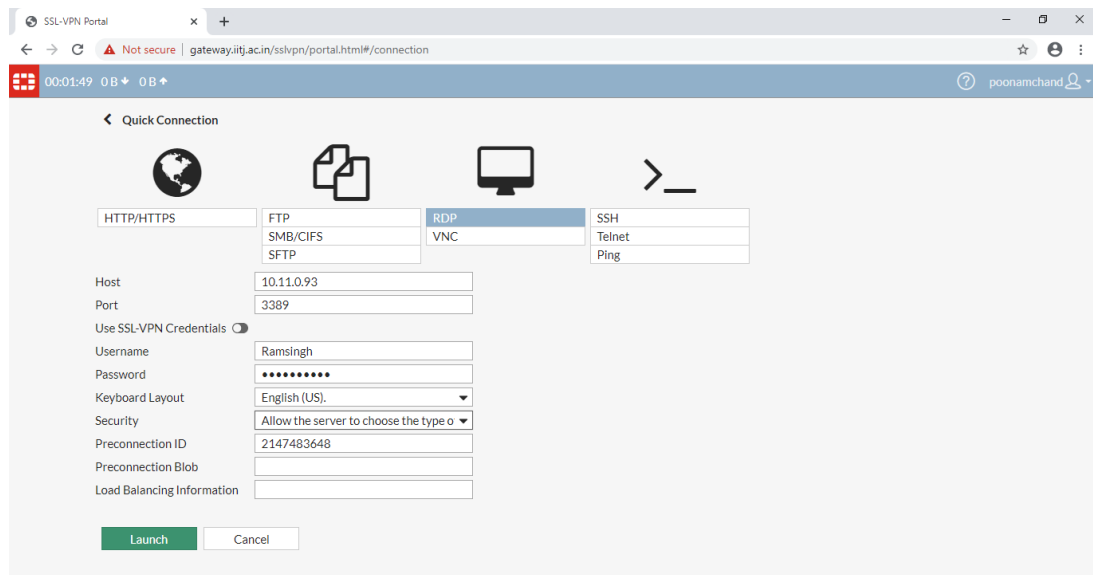 SSL-VPN Portal
Not secure | gateway.iitj.ac.in/sslvpn/portal.html#/connection
00:01:49 0 B 0 B
poonamchand
Quick Connection
HTTP/HTTPS FTP RDP SSH
SMB/CIFS VNC Telnet
SFTP Ping
Host 10.11.0.93
Port 3389
Use SSL-VPN Credentials
Username Ramsingh
Password ••••••••••
Keyboard Layout English (US).
Security Allow the server to choose the type o
Preconnection ID 2147483648
Preconnection Blob
Load Balancing Information
Launch Cancel